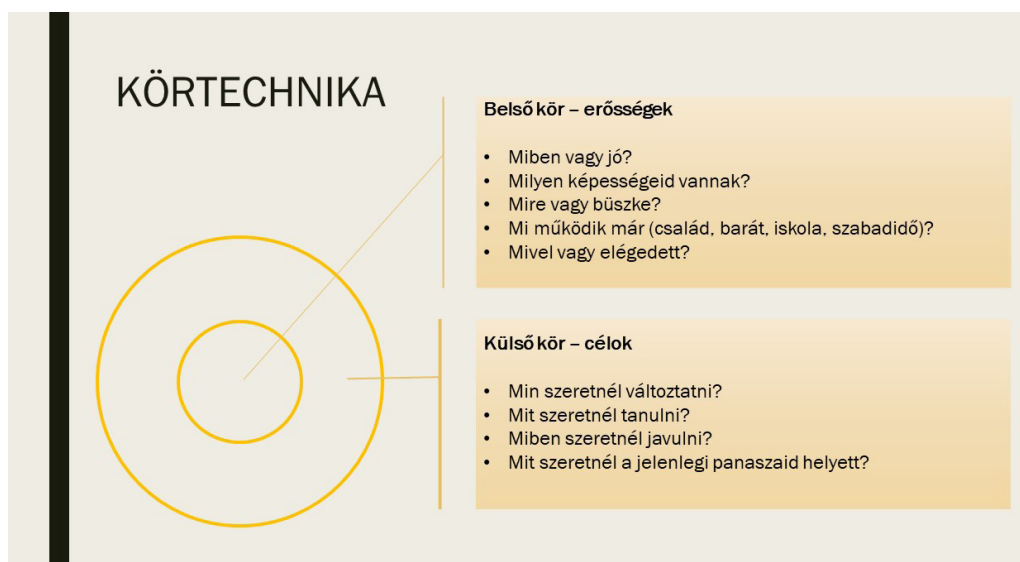 KÖRTECHNIKA
Belső kör – erősségek
• Miben vagy jó?
• Milyen képességeid vannak?
• Mire vagy büszke?
• Mi működik már (család, barát, iskola, szabadidő)?
• Mivel vagy elégedett?
Külső kör – célok
• Min szeretnél változtatni?
• Mit szeretnél tanulni?
• Miben szeretnél javulni?
• Mit szeretnél a jelenlegi panaszaid helyett?